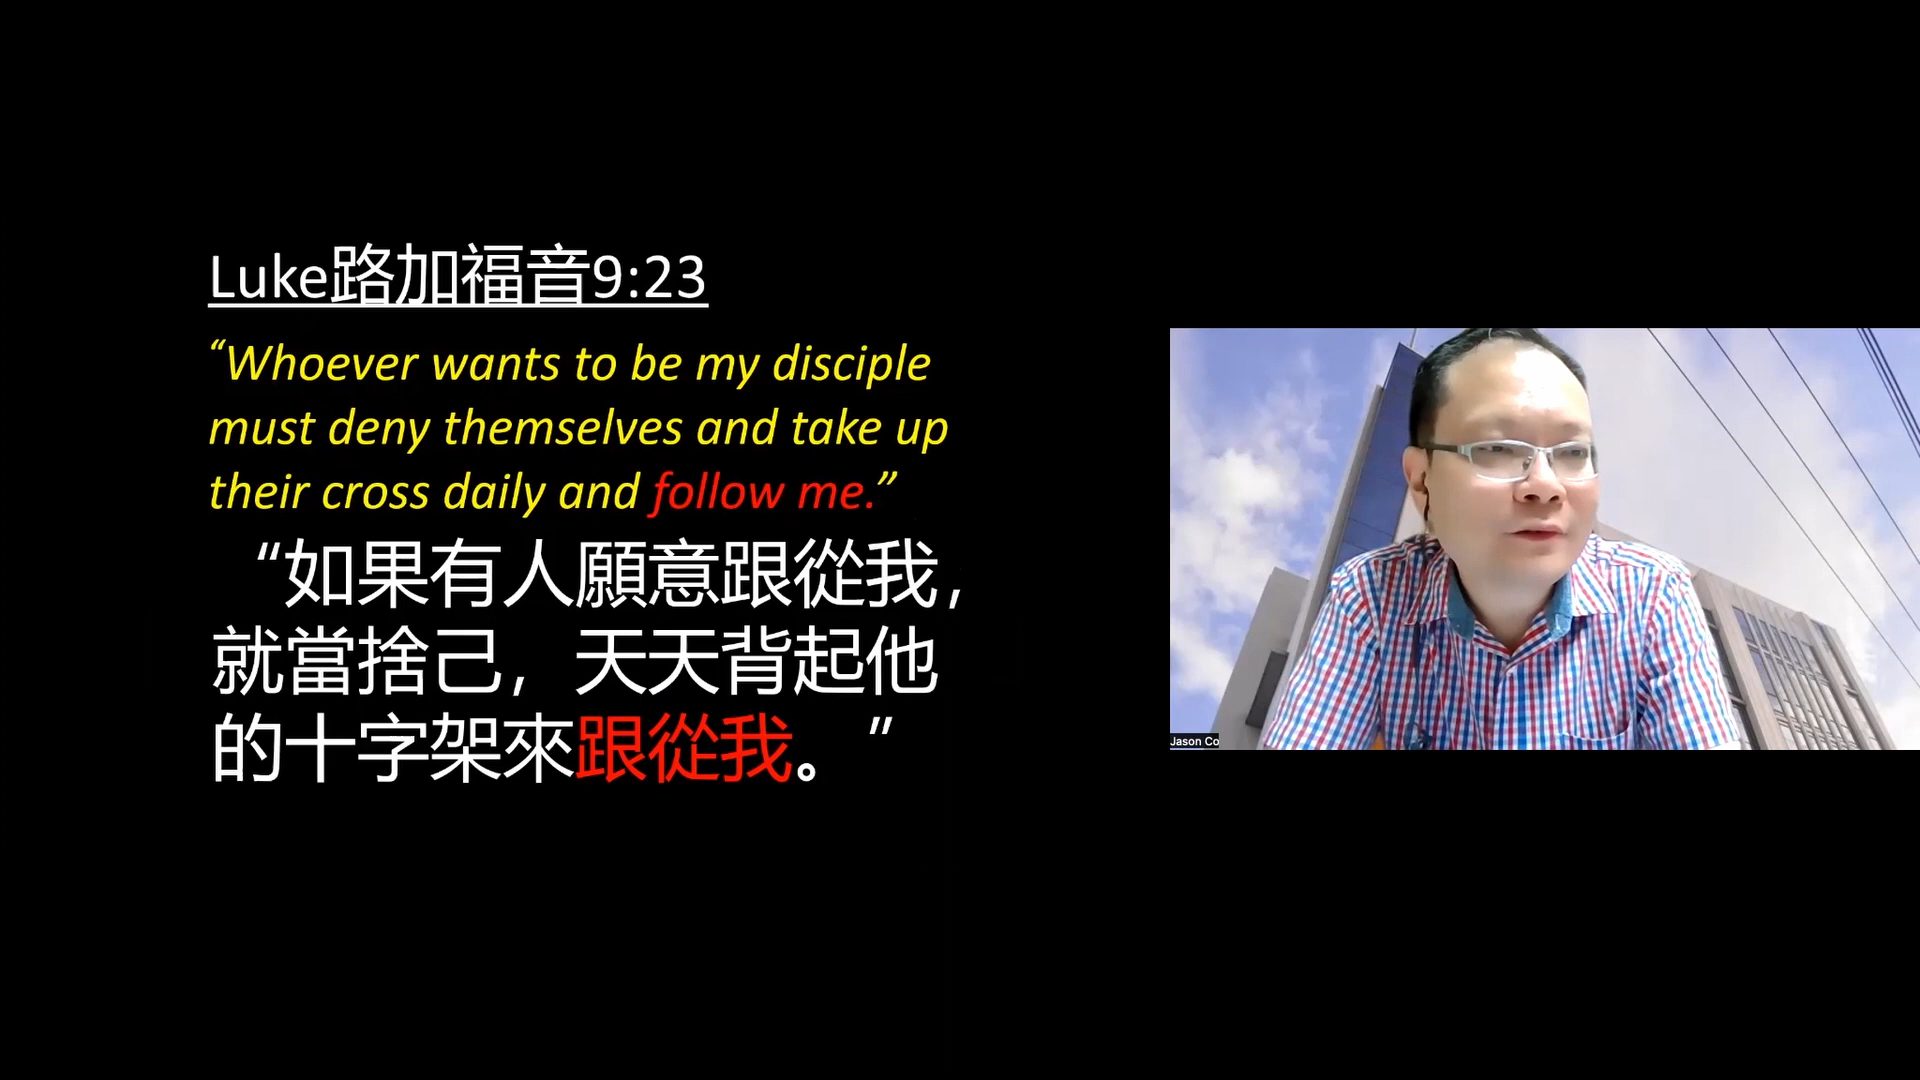 Luke路加福音9:23
“Whoever wants to be my disciple
must deny themselves and take up
their cross daily and follow me.”
“如果有人願意跟從我，
就當捨己，天天背起他
的十字架來跟從我。”
Jason Co